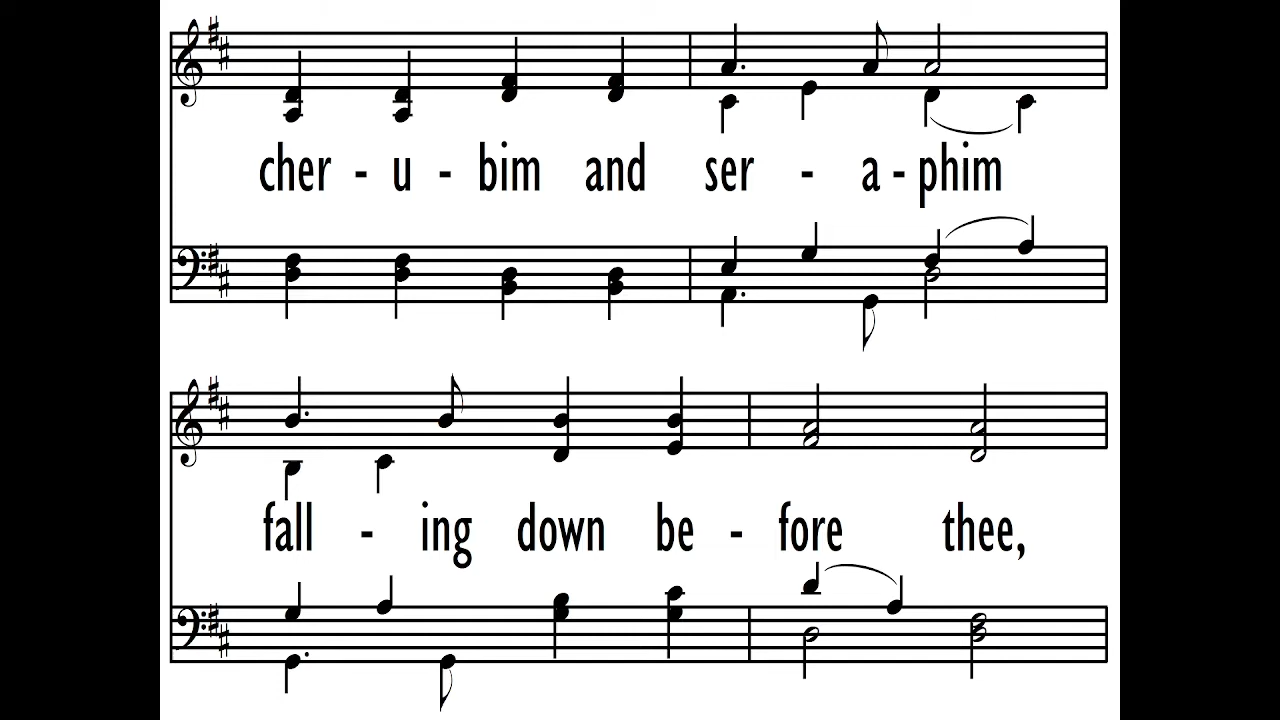 cher - u - bim and ser - a - phim
fall - ing down be - fore thee,